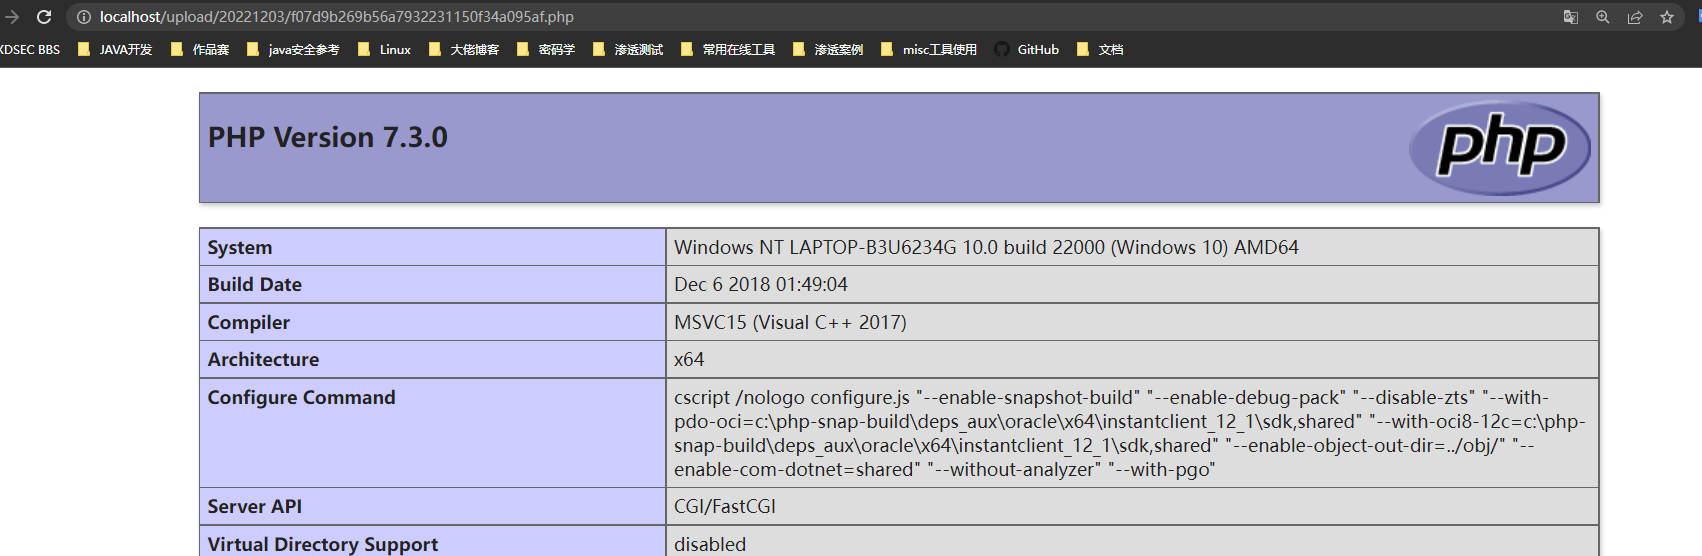 localhost/upload/20221203/f07d9b269b56a7932231150f34a095af.php
XDSEC BBS JAVA开发 作品赛 java安全参考 Linux 大佬博客 密码学 渗透测试 常用在线工具 渗透案例 misc工具使用 GitHub 文档
PHP Version 7.3.0
php
System Windows NT LAPTOP-B3U6234G 10.0 build 22000 (Windows 10) AMD64
Build Date Dec 6 2018 01:49:04
Compiler MSVC15 (Visual C++ 2017)
Architecture x64
Configure Command cscript /nologo configure.js "--enable-snapshot-build" "--enable-debug-pack" "--disable-zts" "--with-
pdo-oci=c:\php-snap-build\deps_aux\oracle\x64\instantclient_12_1\sdk,shared" "--with-oci8-12c=c:\php-
snap-build\deps_aux\oracle\x64\instantclient_12_1\sdk,shared" "--enable-object-out-dir=../obj/" "--
enable-com-dotnet=shared" "--without-analyzer" "--with-pgo"
Server API CGI/FastCGI
Virtual Directory Support disabled